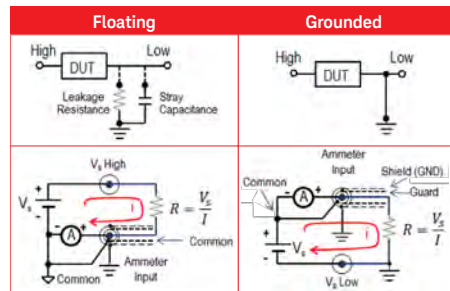 Floating
Grounded
High
Low
DUT
Leakage
Resistance
Stray
Capacitance
High
Low
DUT
Vs High
+
Vs
-
- A +
i
R = Vs / I
Common
Common
Ammeter
Input
Ammeter
Input
Shield (GND)
Guard
Common
- A +
+
-
Vs
i
R = Vs / I
Vs Low